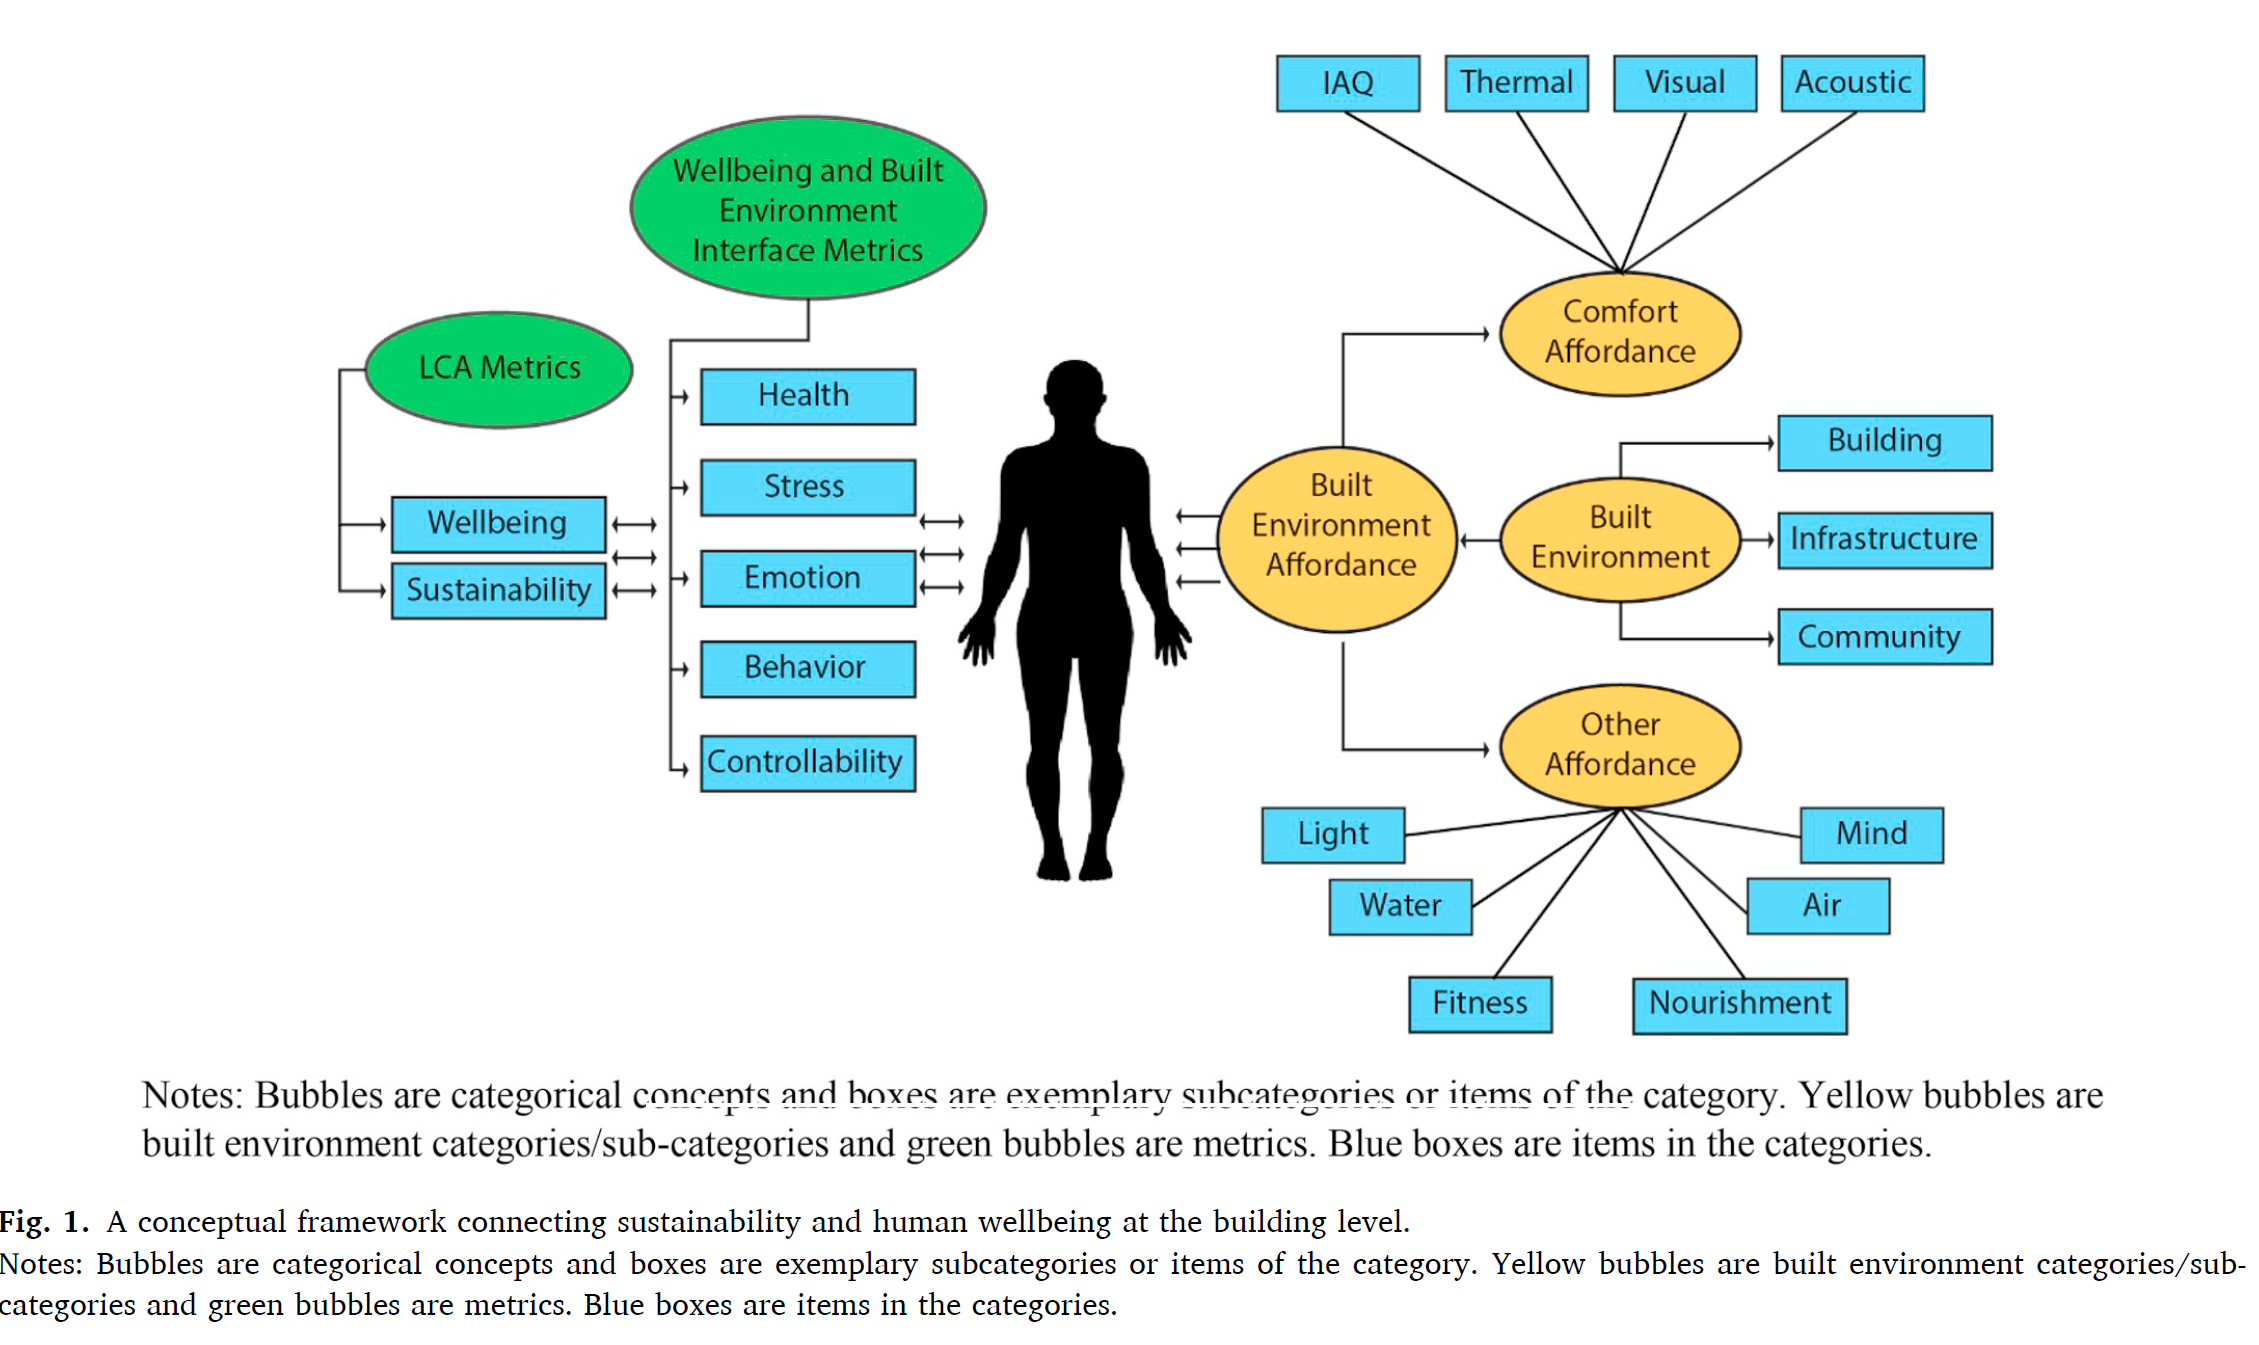 IAQ
Thermal
Visual
Acoustic
Wellbeing and Built
Environment
Interface Metrics
LCA Metrics
Comfort
Affordance
Health
Stress
Emotion
Behavior
Controllability
Wellbeing
Sustainability
Built
Environment
Affordance
Built
Environment
Building
Infrastructure
Community
Other
Affordance
Light
Mind
Water
Air
Fitness
Nourishment
Notes: Bubbles are categorical concepts and boxes are exemplary subcategories or items of the category. Yellow bubbles are
built environment categories/sub-categories and green bubbles are metrics. Blue boxes are items in the categories.
Fig. 1. A conceptual framework connecting sustainability and human wellbeing at the building level.
Notes: Bubbles are categorical concepts and boxes are exemplary subcategories or items of the category. Yellow bubbles are built environment categories/sub-
categories and green bubbles are metrics. Blue boxes are items in the categories.